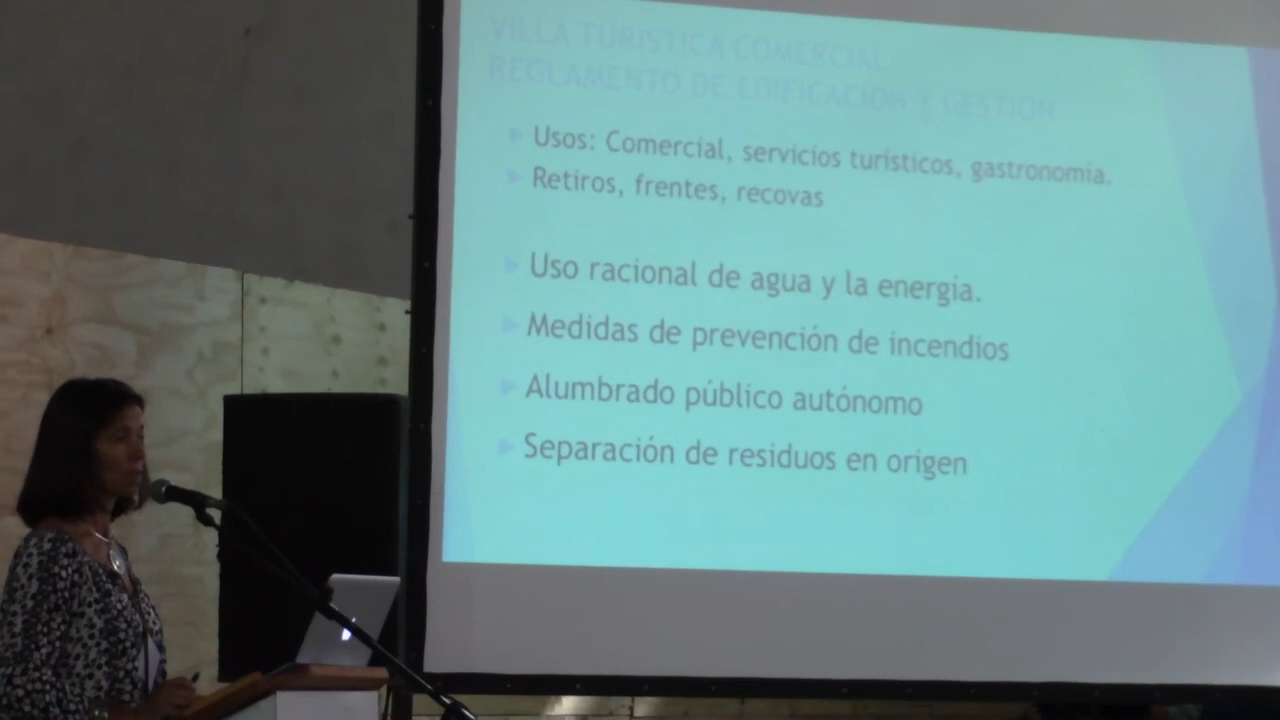 VILLA TURISTICA COMERCIAL
REGLAMENTO DE EDIFICACION Y GESTION
Usos: Comercial, servicios turísticos, gastronomía.
Retiros, frentes, recovas
Uso racional de agua y la energía.
Medidas de prevención de incendios
Alumbrado público autónomo
Separación de residuos en origen